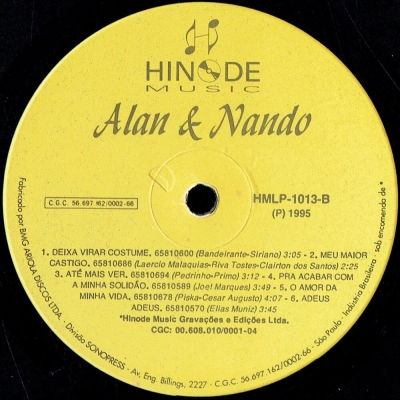 HINODE
MUSIC
Alan & Nando
C G C. 56.697.162/0002-66
HMLP-1013-B
(P) 1995
1. DEIXA VIRAR COSTUME. 65810600 (Bandeirante-Siriano) 3:05 - 2. MEU MAIOR
CASTIGO. 65810686 (Laercio Malaquias-Riva Tostes-Clairton dos Santos) 2:25
3. ATÉ MAIS VER. 65810694 (Pedrinho-Primo) 3:12 - 4. PRA ACABAR COM
A MINHA SOLIDÃO. 65810589 (Joel Marques) 3:49 - 5. O AMOR DA
MINHA VIDA. 65810678 (Piska-Cesar Augusto) 4:07 - 6. ADEUS
ADEUS. 65810570 (Elias Muniz) 3:45
*Hinode Music Gravações e Edições Ltda.
CGC: 00.608.010/0001-04
Fabricado por BMG ARIOLA DISCOS LTDA. - Divisão SONOPRESS - Av. Eng. Billings, 2227 - C.G.C. 56.697.162/0002-66 - São Paulo - Indústria Brasileira - sob encomenda de *